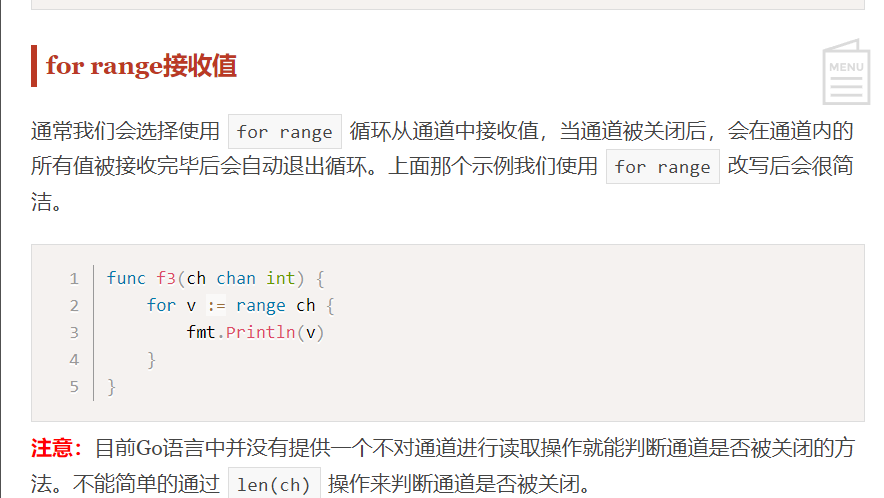 for range接收值
MENU
通常我们会选择使用 for range 循环从通道中接收值，当通道被关闭后，会在通道内的
所有值被接收完毕后会自动退出循环。上面那个示例我们使用 for range 改写后会很简
洁。
1 func f3(ch chan int) {
2     for v := range ch {
3         fmt.Println(v)
4     }
5 }
注意：目前Go语言中并没有提供一个不对通道进行读取操作就能判断通道是否被关闭的方
法。不能简单的通过 len(ch) 操作来判断通道是否被关闭。